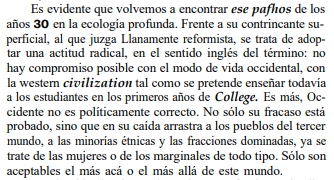 Es evidente que volvemos a encontrar ese pafhos de los
años 30 en la ecología profunda. Frente a su contrincante su-
perficial, al que juzga Llanamente reformista, se trata de adop-
tar una actitud radical, en el sentido inglés del término: no
hay compromiso posible con el modo de vida occidental, con
la western civilization tal como se pretende enseñar todavía
a los estudiantes en los primeros años de College. Es más, Oc-
cidente no es políticamente correcto. No sólo su fracaso está
probado, sino que en su caída arrastra a los pueblos del tercer
mundo, a las minorías étnicas y las fracciones dominadas, ya se
trate de las mujeres o de los marginales de todo tipo. Sólo son
aceptables el más acá o el más allá de este mundo.